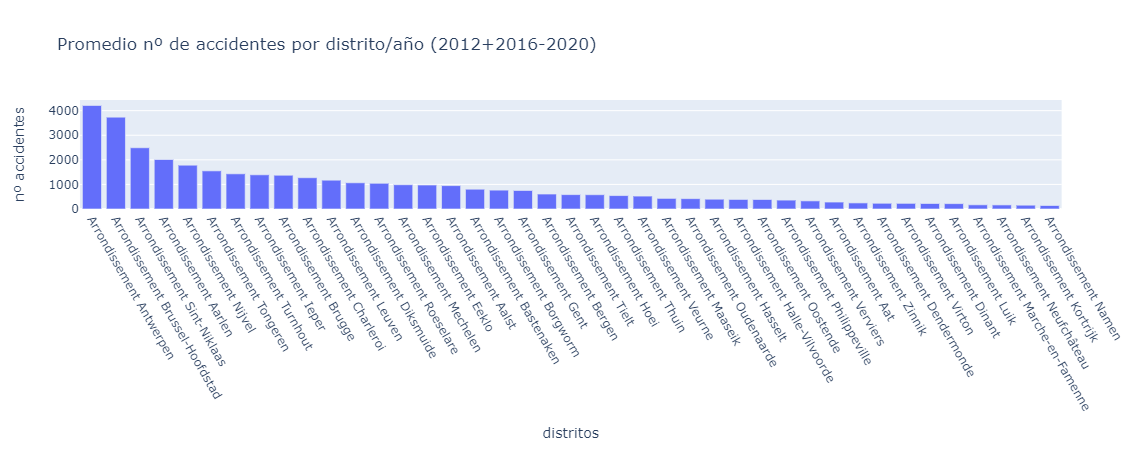 Promedio nº de accidentes por distrito/año (2012+2016-2020)
nº accidentes
4000
3000
2000
1000
0
Arrondissement Antwerpen
Arrondissement Brussel-Hoofdstad
Arrondissement Sint-Niklaas
Arrondissement Aarlen
Arrondissement Nijvel
Arrondissement Tongeren
Arrondissement Turnhout
Arrondissement Ieper
Arrondissement Brugge
Arrondissement Charleroi
Arrondissement Leuven
Arrondissement Diksmuide
Arrondissement Roeselare
Arrondissement Mechelen
Arrondissement Eeklo
Arrondissement Aalst
Arrondissement Bastenaken
Arrondissement Borgworm
Arrondissement Gent
Arrondissement Bergen
Arrondissement Tielt
Arrondissement Hoei
Arrondissement Thuin
Arrondissement Veurne
Arrondissement Maaseik
Arrondissement Oudenaarde
Arrondissement Hasselt
Arrondissement Halle-Vilvoorde
Arrondissement Oostende
Arrondissement Philippeville
Arrondissement Verviers
Arrondissement Aat
Arrondissement Zinnik
Arrondissement Dendermonde
Arrondissement Virton
Arrondissement Dinant
Arrondissement Luik
Arrondissement Marche-en-Famenne
Arrondissement Neufchâteau
Arrondissement Kortrijk
Arrondissement Namen
distritos